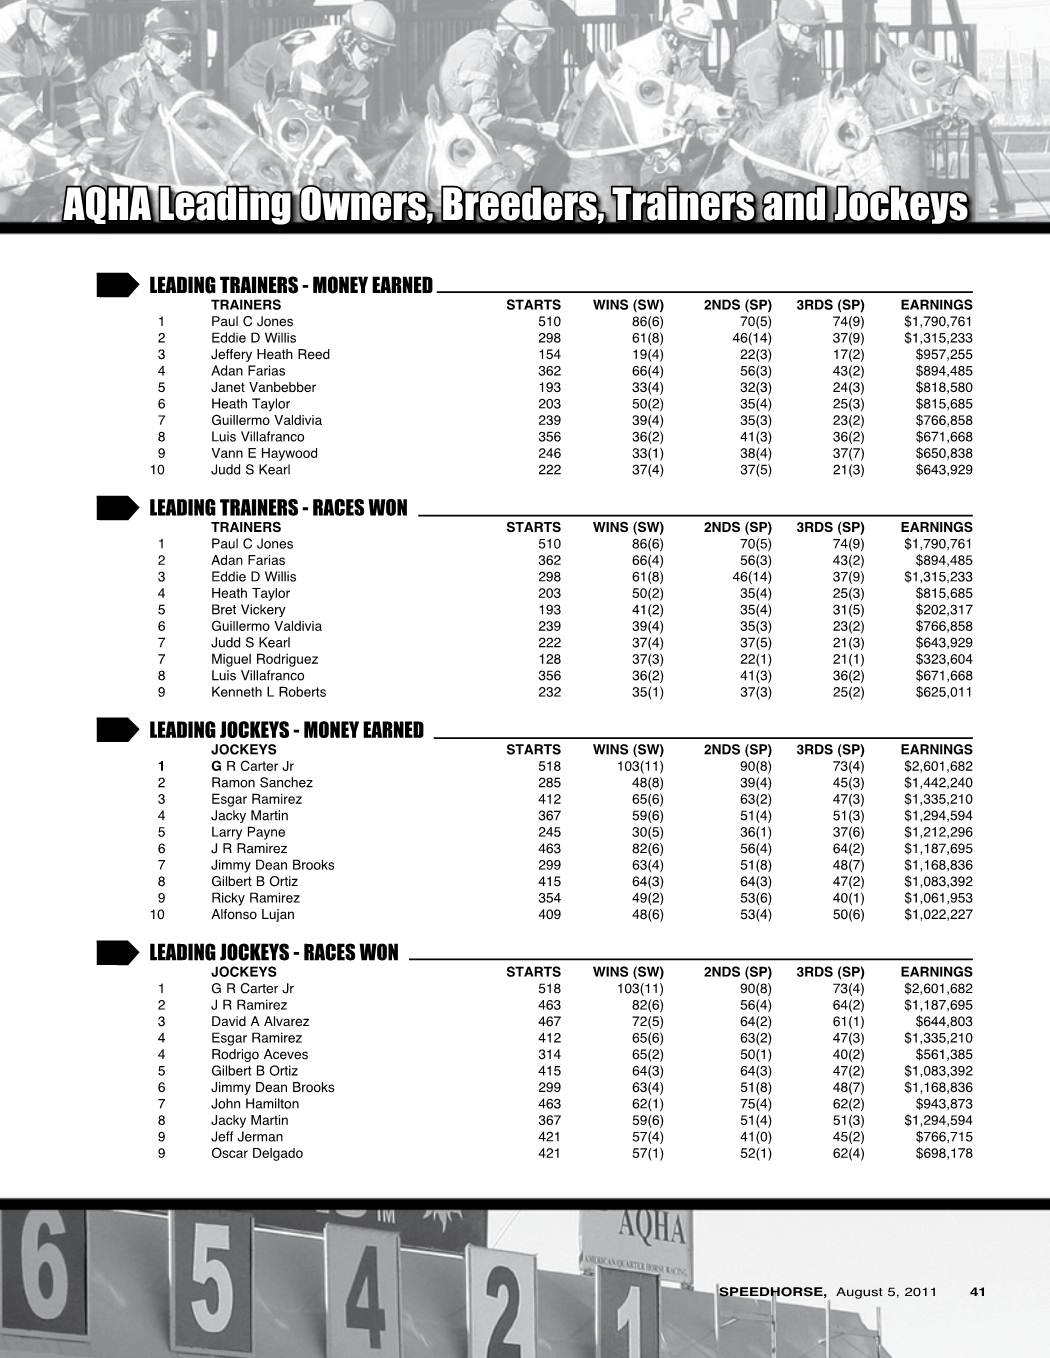 AQHA Leading Owners, Breeders, Trainers and Jockeys
LEADING TRAINERS - MONEY EARNED
TRAINERS STARTS WINS (SW) 2NDS (SP) 3RDS (SP) EARNINGS
1 Paul C Jones 510 86(6) 70(5) 74(9) $1,790,761
2 Eddie D Willis 298 61(8) 46(14) 37(9) $1,315,233
3 Jeffery Heath Reed 154 19(4) 22(3) 17(2) $957,255
4 Adan Farias 362 66(4) 56(3) 43(2) $894,485
5 Janet Vanbebber 193 33(4) 32(3) 24(3) $818,580
6 Heath Taylor 203 50(2) 35(4) 25(3) $815,685
7 Guillermo Valdivia 239 39(4) 35(3) 23(2) $766,858
8 Luis Villafranco 356 36(2) 41(3) 36(2) $671,668
9 Vann E Haywood 246 33(1) 38(4) 37(7) $650,838
10 Judd S Kearl 222 37(4) 37(5) 21(3) $643,929
LEADING TRAINERS - RACES WON
TRAINERS STARTS WINS (SW) 2NDS (SP) 3RDS (SP) EARNINGS
1 Paul C Jones 510 86(6) 70(5) 74(9) $1,790,761
2 Adan Farias 362 66(4) 56(3) 43(2) $894,485
3 Eddie D Willis 298 61(8) 46(14) 37(9) $1,315,233
4 Heath Taylor 203 50(2) 35(4) 25(3) $815,685
5 Bret Vickery 193 41(2) 35(4) 31(5) $202,317
6 Guillermo Valdivia 239 39(4) 35(3) 23(2) $766,858
7 Judd S Kearl 222 37(4) 37(5) 21(3) $643,929
7 Miguel Rodriguez 128 37(3) 22(1) 21(1) $323,604
8 Luis Villafranco 356 36(2) 41(3) 36(2) $671,668
9 Kenneth L Roberts 232 35(1) 37(3) 25(2) $625,011
LEADING JOCKEYS - MONEY EARNED
JOCKEYS STARTS WINS (SW) 2NDS (SP) 3RDS (SP) EARNINGS
1 G R Carter Jr 518 103(11) 90(8) 73(4) $2,601,682
2 Ramon Sanchez 285 48(8) 39(4) 45(3) $1,442,240
3 Esgar Ramirez 412 65(6) 63(2) 47(3) $1,335,210
4 Jacky Martin 367 59(6) 51(4) 51(3) $1,294,594
5 Larry Payne 245 30(5) 36(1) 37(6) $1,212,296
6 J R Ramirez 463 82(6) 56(4) 64(2) $1,187,695
7 Jimmy Dean Brooks 299 63(4) 51(8) 48(7) $1,168,836
8 Gilbert B Ortiz 415 64(3) 64(3) 47(2) $1,083,392
9 Ricky Ramirez 354 49(2) 53(6) 40(1) $1,061,953
10 Alfonso Lujan 409 48(6) 53(4) 50(6) $1,022,227
LEADING JOCKEYS - RACES WON
JOCKEYS STARTS WINS (SW) 2NDS (SP) 3RDS (SP) EARNINGS
1 G R Carter Jr 518 103(11) 90(8) 73(4) $2,601,682
2 J R Ramirez 463 82(6) 56(4) 64(2) $1,187,695
3 David A Alvarez 467 72(5) 64(2) 61(1) $644,803
4 Esgar Ramirez 412 65(6) 63(2) 47(3) $1,335,210
4 Rodrigo Aceves 314 65(2) 50(1) 40(2) $561,385
5 Gilbert B Ortiz 415 64(3) 64(3) 47(2) $1,083,392
6 Jimmy Dean Brooks 299 63(4) 51(8) 48(7) $1,168,836
7 John Hamilton 463 62(1) 75(4) 62(2) $943,873
8 Jacky Martin 367 59(6) 51(4) 51(3) $1,294,594
9 Jeff Jerman 421 57(4) 41(0) 45(2) $766,715
9 Oscar Delgado 421 57(1) 52(1) 62(4) $698,178
TM
AQHA
AMERICAN QUARTER HORSE RACING
6 5 4 2 1
SPEEDHORSE, August 5, 2011 41